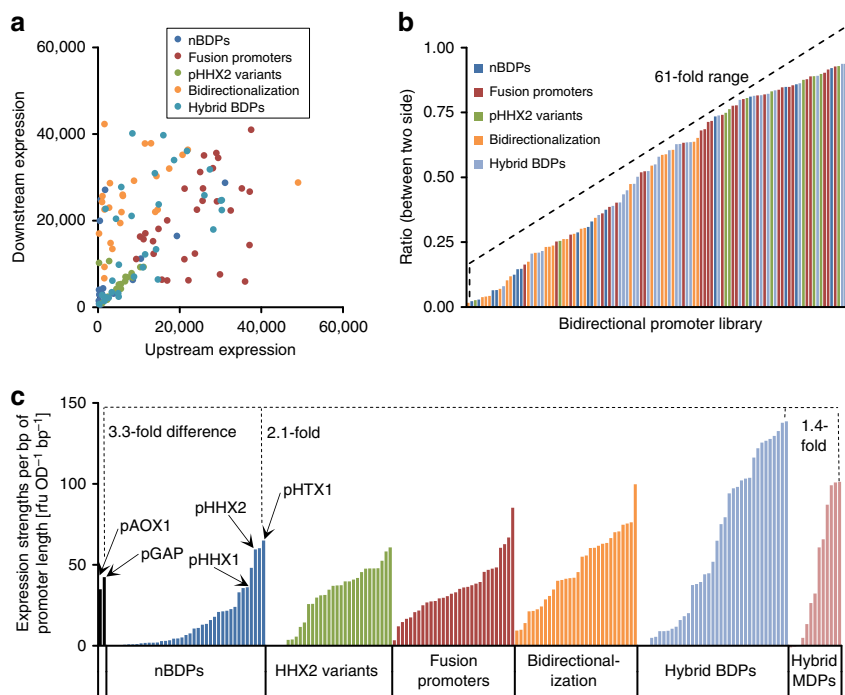 a
60,000
40,000
20,000
0
Downstream expression
0
20,000
40,000
60,000
Upstream expression
nBDPs
Fusion promoters
pHHX2 variants
Bidirectionalization
Hybrid BDPs
b
1.00
0.75
0.50
0.25
0.00
Ratio (between two side)
nBDPs
Fusion promoters
pHHX2 variants
Bidirectionalization
Hybrid BDPs
61-fold range
Bidirectional promoter library
c
150
100
50
0
Expression strengths per bp of
promoter length [rfu OD⁻¹ bp⁻¹]
3.3-fold difference
2.1-fold
1.4-
fold
pAOX1
pGAP
pHHX2
pHHX1
pHTX1
nBDPs
HHX2 variants
Fusion
promoters
Bidirectional-
ization
Hybrid BDPs
Hybrid
MDPs